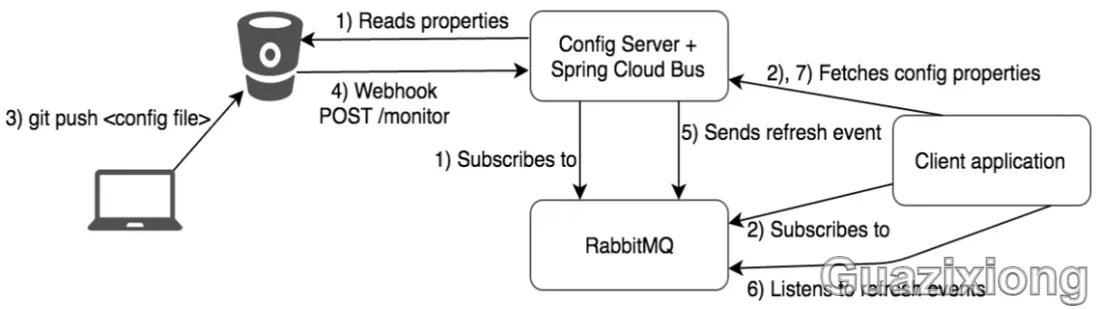 1) Reads properties
Config Server +
Spring Cloud Bus
2), 7) Fetches config properties
4) Webhook
POST /monitor
3) git push <config file>
5) Sends refresh event
1) Subscribes to
Client application
RabbitMQ
2) Subscribes to
6) Listens to refresh events
Guazixiong